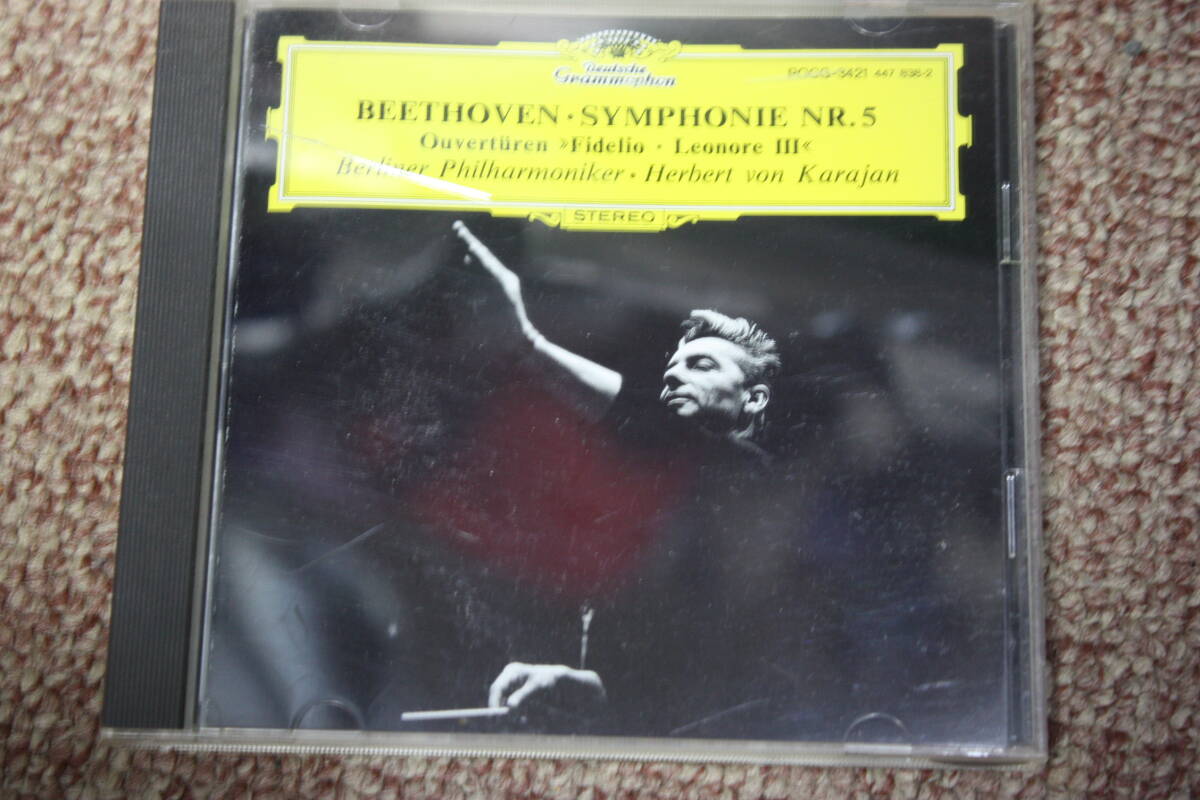 Deutsche
Grammophon
POCG-3421 447 838-2
BEETHOVEN · SYMPHONIE NR. 5
Ouvertüren »Fidelio · Leonore III«
Berliner Philharmoniker · Herbert von Karajan
STEREO